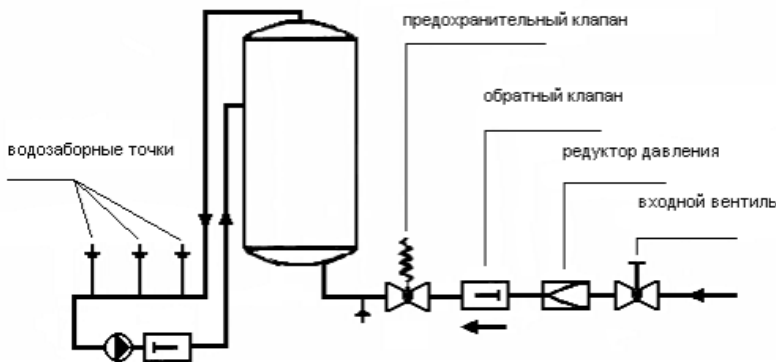 предохранительный клапан
обратный клапан
водозаборные точки
редуктор давления
входной вентиль